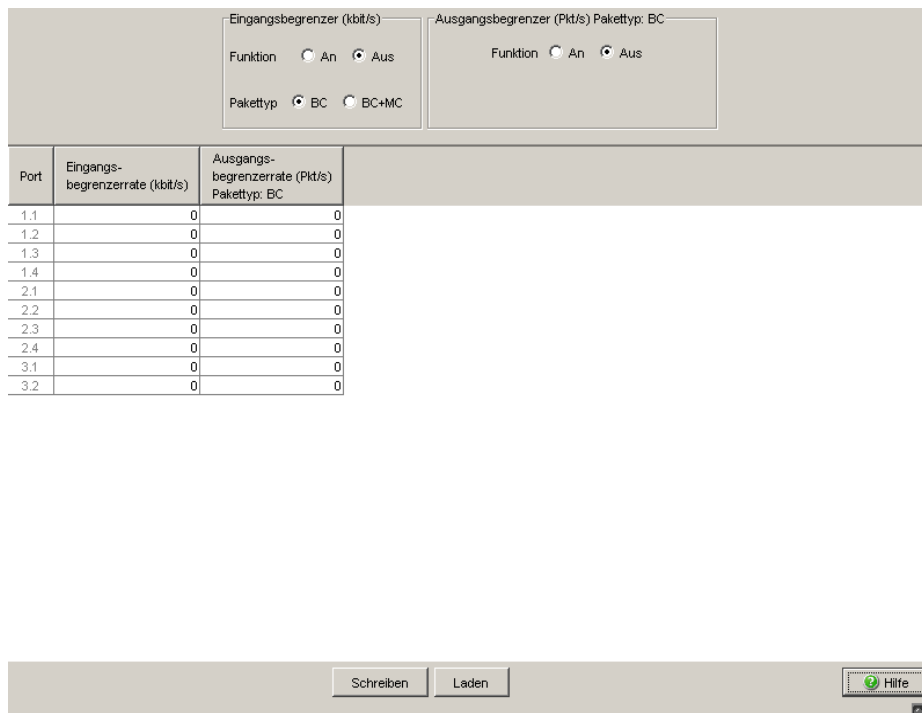 Eingangsbegrenzer (kbit/s)
Funktion An Aus
Pakettyp BC BC+MC
Ausgangsbegrenzer (Pkt/s) Pakettyp: BC
Funktion An Aus
Port
Eingangs-
begrenzerrate (kbit/s)
Ausgangs-
begrenzerrate (Pkt/s)
Pakettyp: BC
1.1 0 0
1.2 0 0
1.3 0 0
1.4 0 0
2.1 0 0
2.2 0 0
2.3 0 0
2.4 0 0
3.1 0 0
3.2 0 0
Schreiben Laden Hilfe